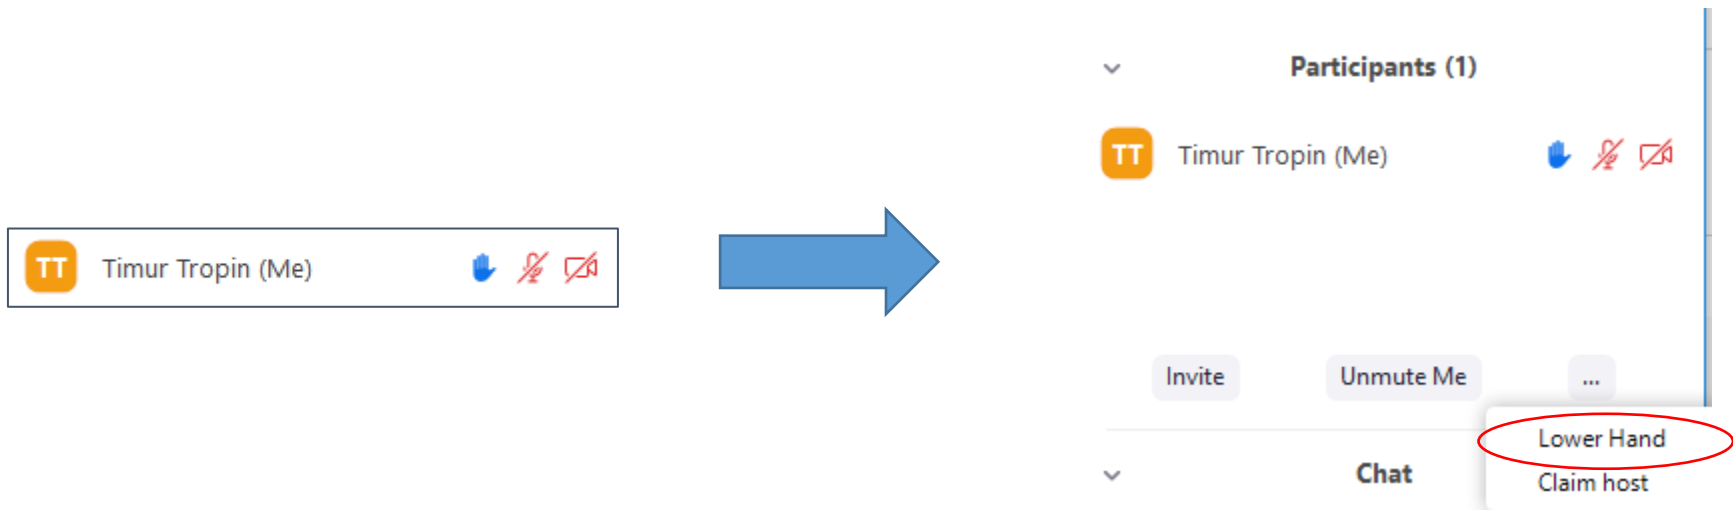 TT Timur Tropin (Me)
Participants (1)
TT Timur Tropin (Me)
Invite Unmute Me ...
Lower Hand
Chat
Claim host